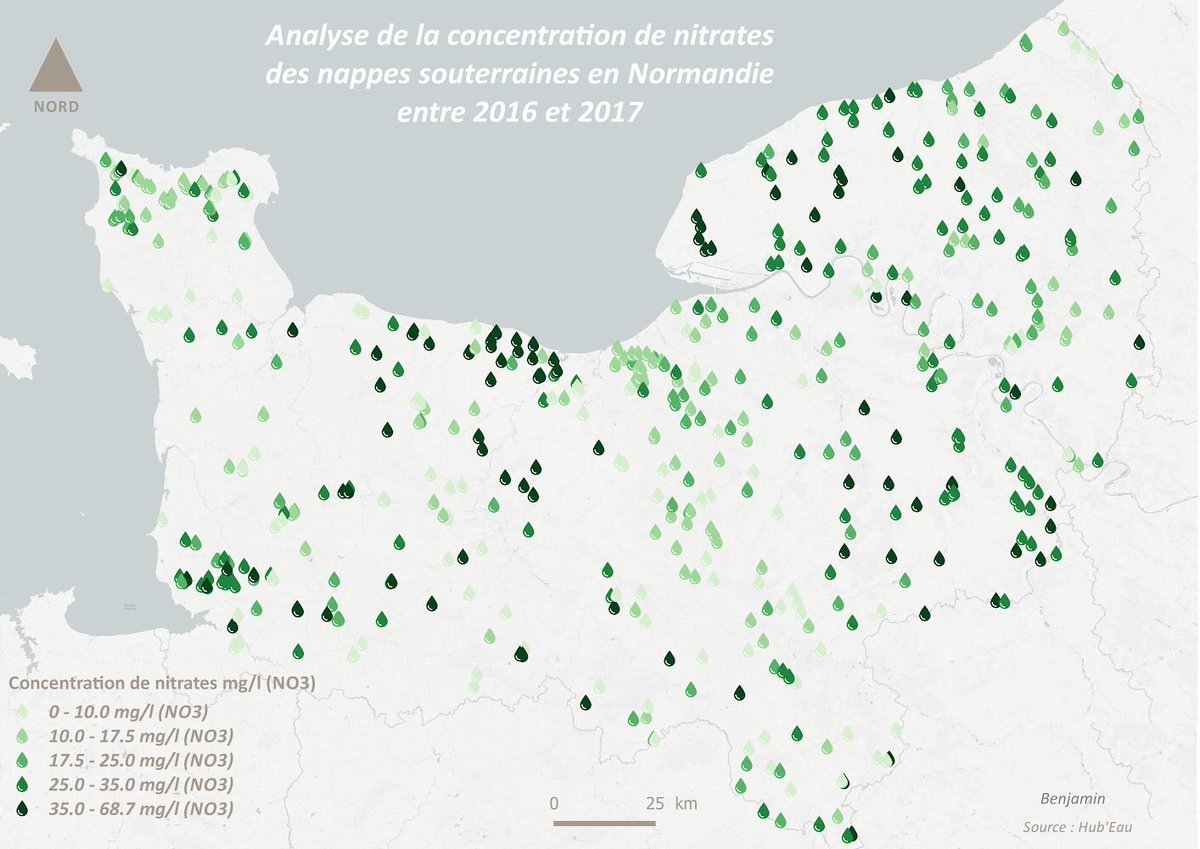 Analyse de la concentration de nitrates
des nappes souterraines en Normandie
entre 2016 et 2017
NORD
Concentration de nitrates mg/l (NO3)
0 - 10.0 mg/l (NO3)
10.0 - 17.5 mg/l (NO3)
17.5 - 25.0 mg/l (NO3)
25.0 - 35.0 mg/l (NO3)
35.0 - 68.7 mg/l (NO3)
0 25 km
Benjamin
Source : Hub'Eau